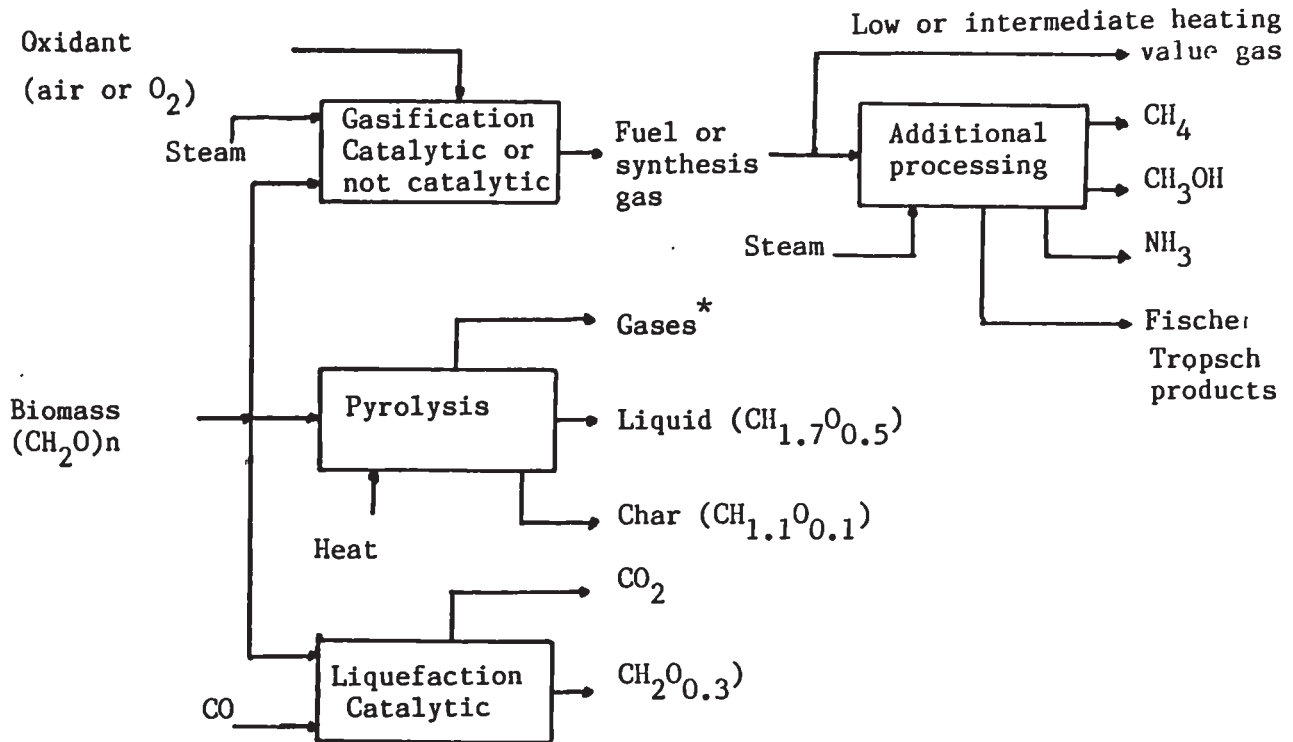 Oxidant
(air or O2)
Steam
Gasification
Catalytic or
not catalytic
Fuel or
synthesis
gas
Low or intermediate heating
value gas
Additional
processing
CH4
CH3OH
Steam
NH3
Fischer
Tropsch
products
Biomass
(CH2O)n
Pyrolysis
Gases*
Liquid (CH1.7O0.5)
Char (CH1.1O0.1)
Heat
CO
Liquefaction
Catalytic
CO2
CH2O0.3)